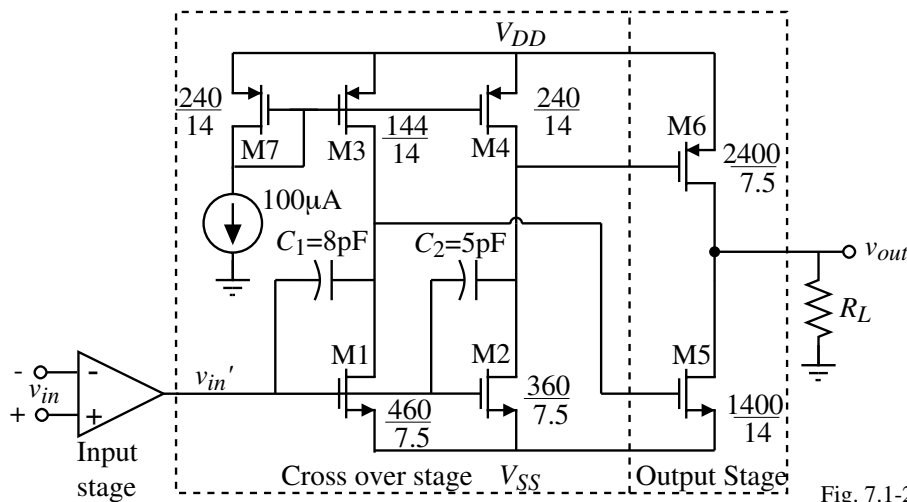 V_DD
240/14
M7
M3
144/14
M4
240/14
M6
2400/7.5
100µA
C_1=8pF
C_2=5pF
v_out
R_L
M1
M2
M5
-
v_in
+
-
+
v_in'
460/7.5
360/7.5
1400/14
Input
stage
Cross over stage
V_SS
Output Stage
Fig. 7.1-2